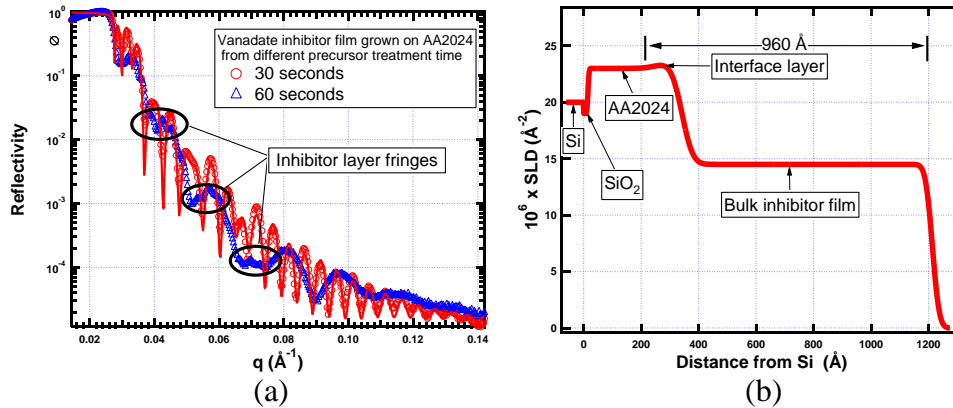 (a)
10⁰
10⁻¹
10⁻²
10⁻³
10⁻⁴
Reflectivity
Vanadate inhibitor film grown on AA2024
from different precursor treatment time
30 seconds
60 seconds
Inhibitor layer fringes
0.02 0.04 0.06 0.08 0.10 0.12 0.14
q (Å⁻¹)
(a)
(b)
25
20
15
10
5
0
10⁶ x SLD (Å⁻²)
960 Å
Interface layer
AA2024
Si
SiO₂
Bulk inhibitor film
0 200 400 600 800 1000 1200
Distance from Si (Å)
(b)